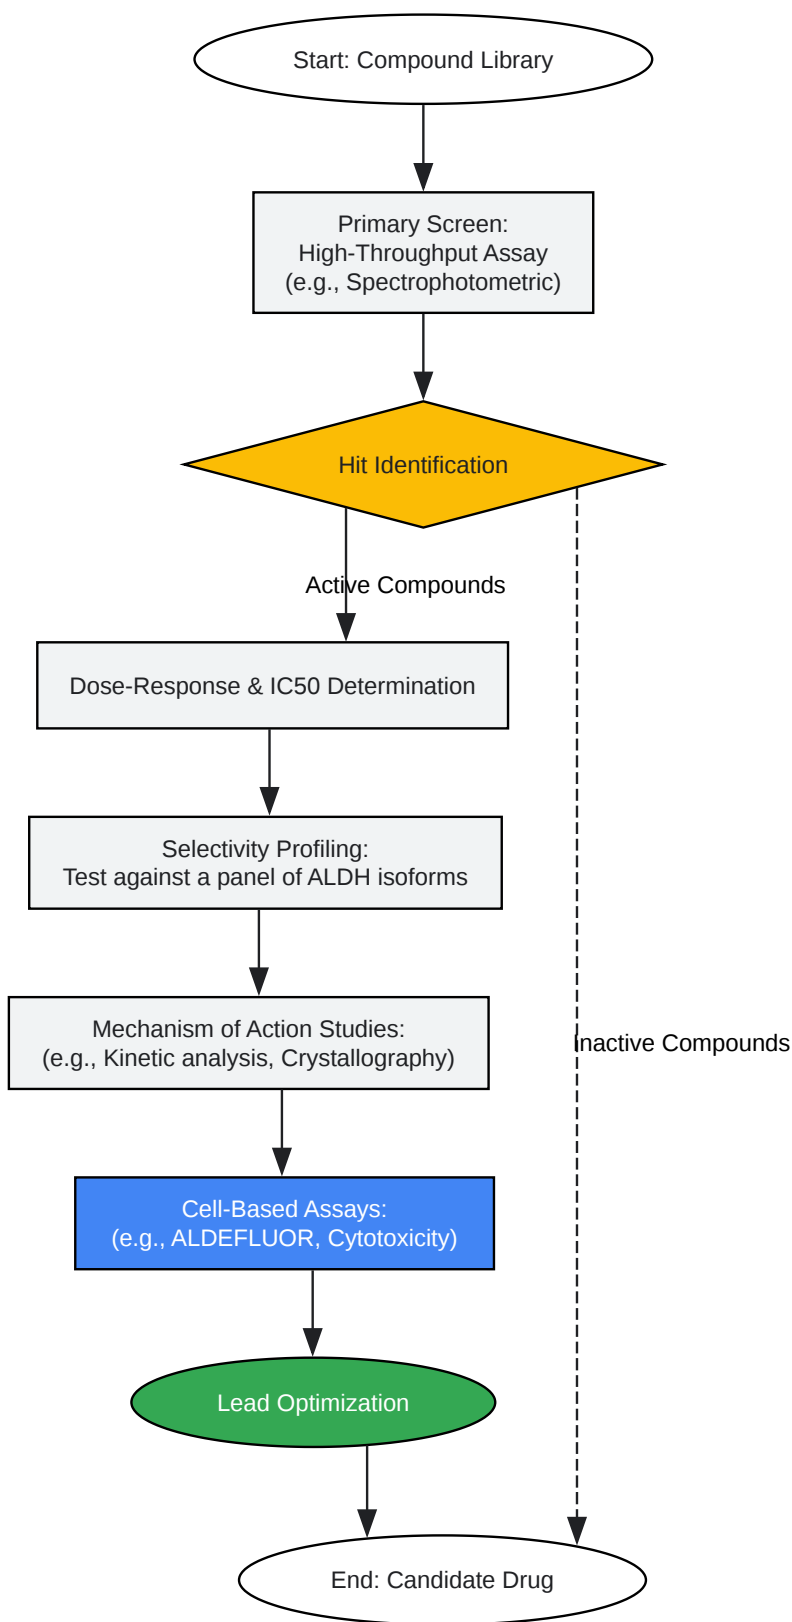 Start: Compound Library
Primary Screen:
High-Throughput Assay
(e.g., Spectrophotometric)
Hit Identification
Active Compounds
Dose-Response & IC50 Determination
Selectivity Profiling:
Test against a panel of ALDH isoforms
Mechanism of Action Studies:
(e.g., Kinetic analysis, Crystallography)
Inactive Compounds
Cell-Based Assays:
(e.g., ALDEFLUOR, Cytotoxicity)
Lead Optimization
End: Candidate Drug